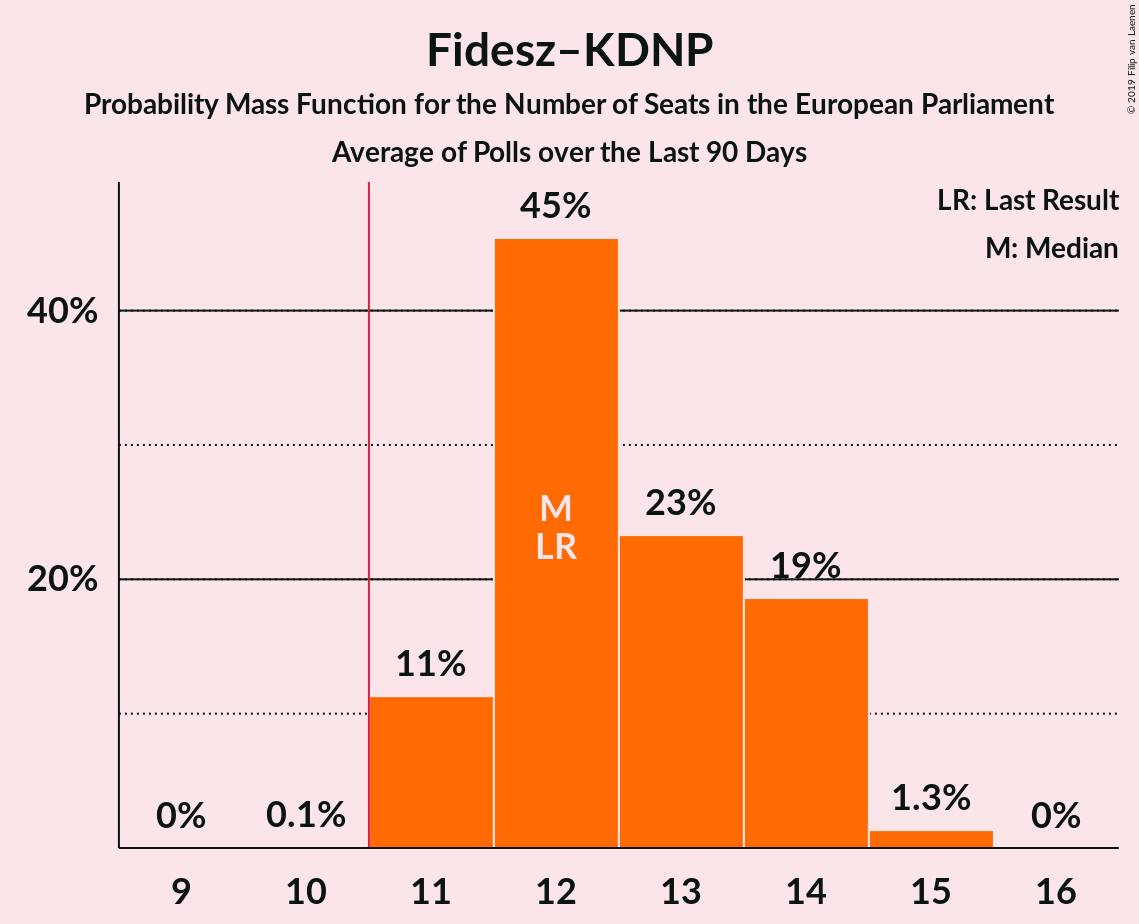 Fidesz–KDNP
Probability Mass Function for the Number of Seats in the European Parliament
Average of Polls over the Last 90 Days
© 2019 Filip van Laenen
LR: Last Result
M: Median
45%
40%
M
LR
23%
19%
20%
11%
0%
0.1%
1.3%
0%
9
10
11
12
13
14
15
16